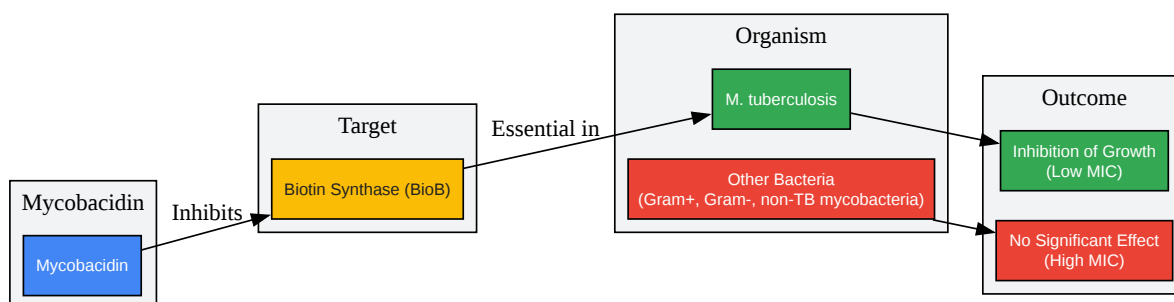 Mycobacidin
Mycobacidin
Inhibits
Target
Biotin Synthase (BioB)
Essential in
Organism
M. tuberculosis
Other Bacteria
(Gram+, Gram-, non-TB mycobacteria)
Outcome
Inhibition of Growth
(Low MIC)
No Significant Effect
(High MIC)